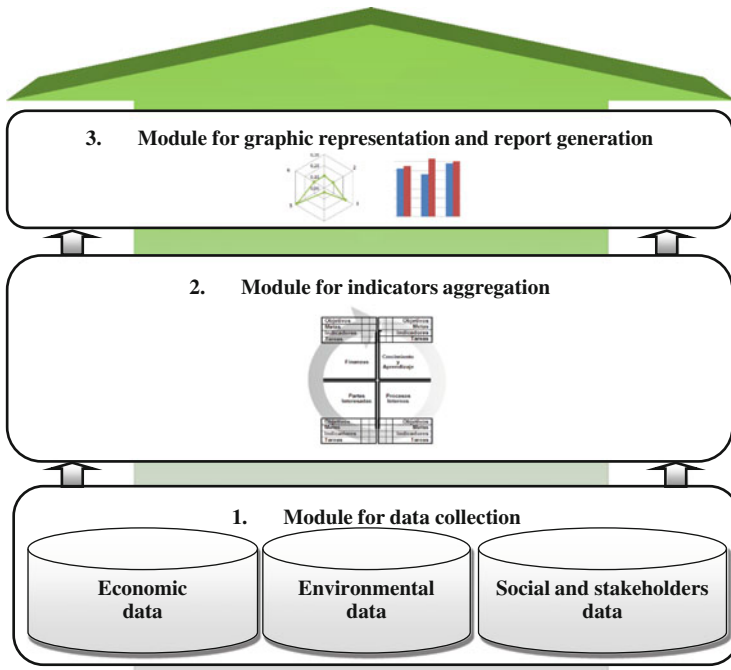 3. Module for graphic representation and report generation
2. Module for indicators aggregation
Objetivos
Objetivos
Metas
Metas
Indicadores
Indicadores
Tareas
Tareas
Finanzas
Crecimiento
y
Aprendizaje
Partes
Interesadas
Procesos
Internos
Objetivos
Objetivos
Metas
Metas
Indicadores
Indicadores
Tareas
Tareas
1. Module for data collection
Economic
data
Environmental
data
Social and stakeholders
data